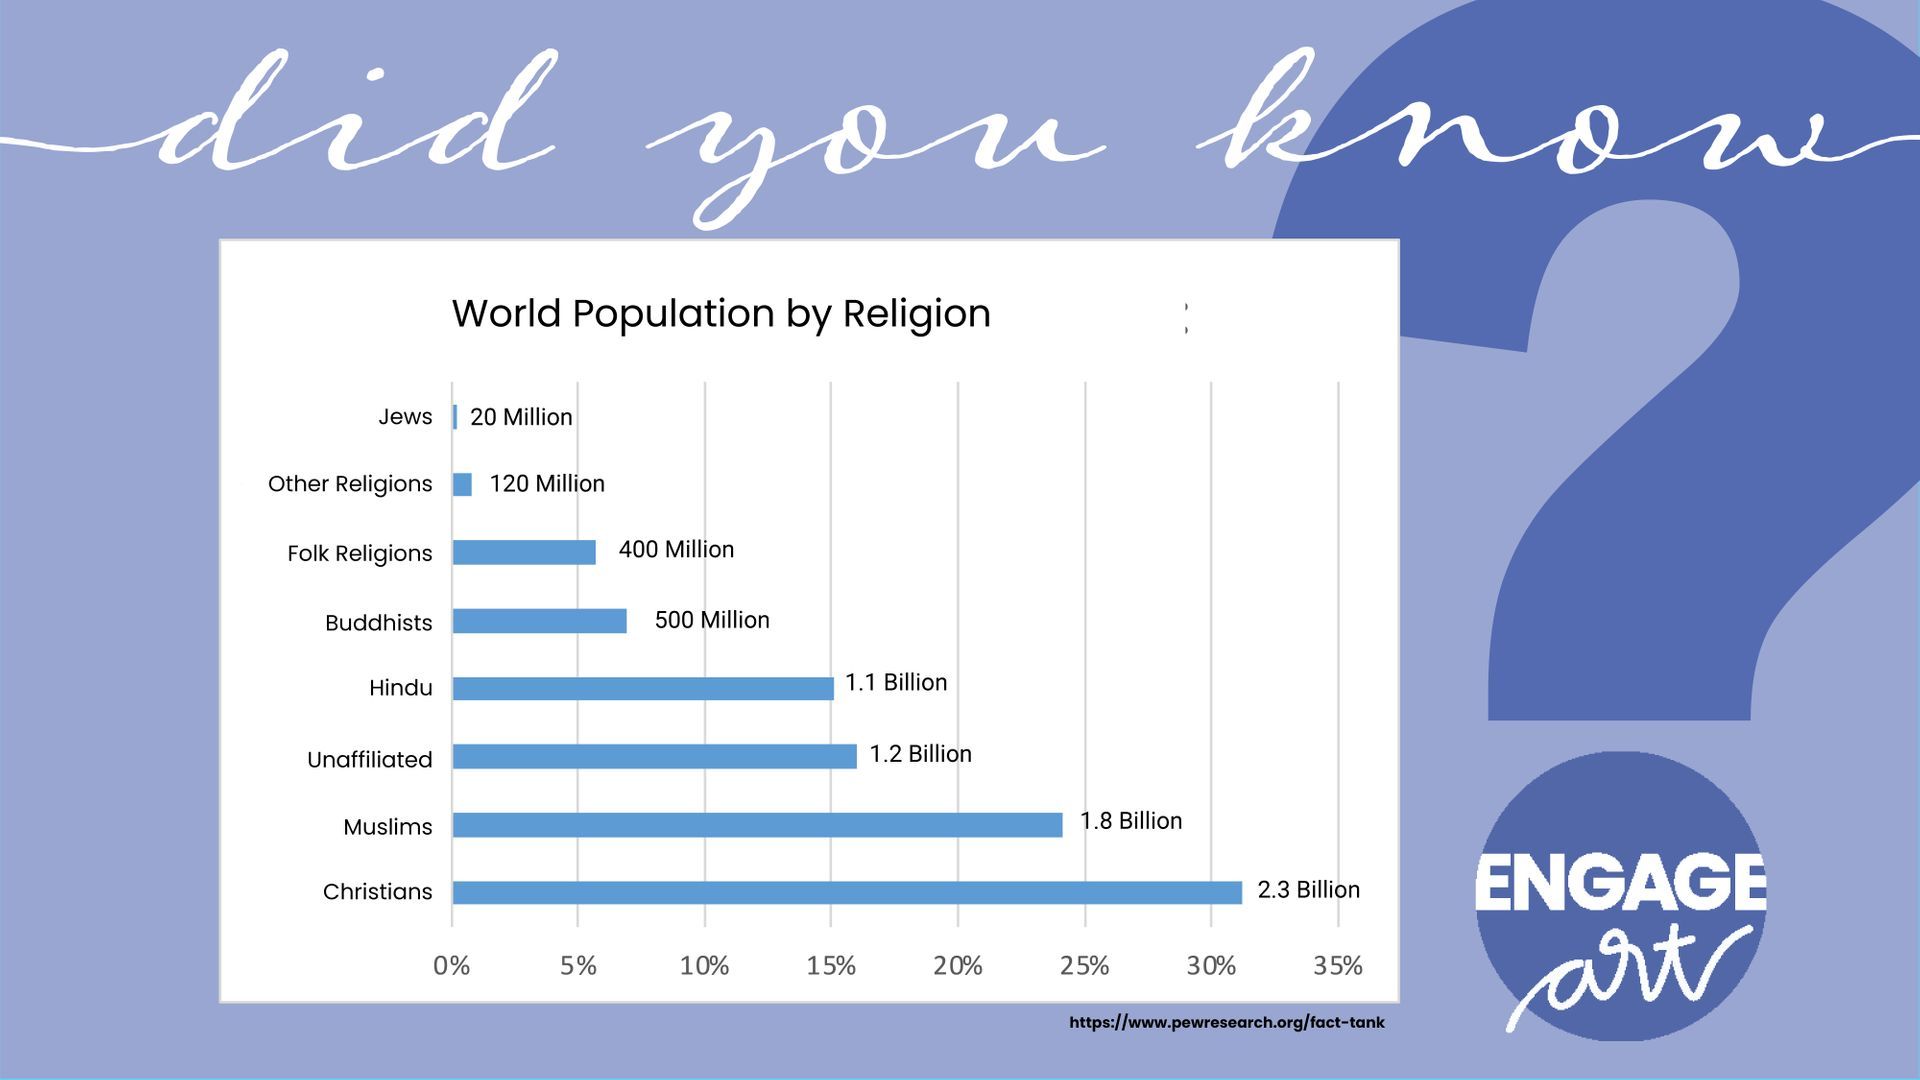 did you know
World Population by Religion
Jews 20 Million
Other Religions 120 Million
Folk Religions 400 Million
Buddhists 500 Million
Hindu 1.1 Billion
Unaffiliated 1.2 Billion
Muslims 1.8 Billion
Christians 2.3 Billion
0% 5% 10% 15% 20% 25% 30% 35%
https://www.pewresearch.org/fact-tank
?
ENGAGE
art